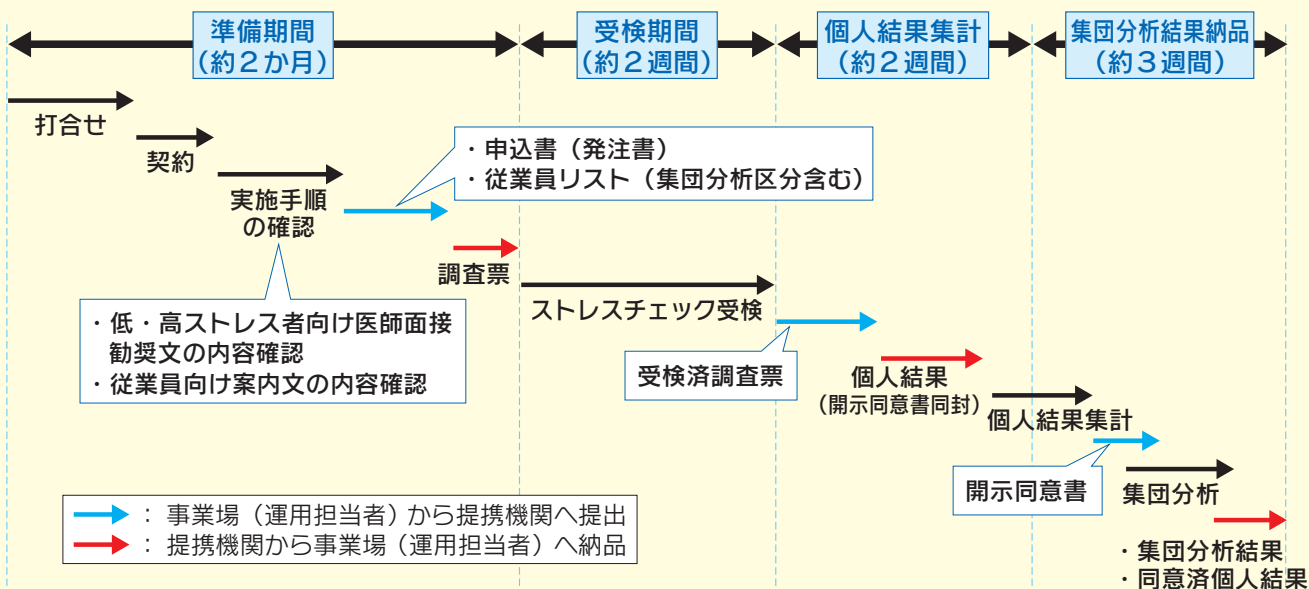 準備期間
(約2か月)
受検期間
(約2週間)
個人結果集計
(約2週間)
集団分析結果納品
(約3週間)
打合せ
契約
実施手順
の確認
・申込書（発注書）
・従業員リスト（集団分析区分含む）
調査票
・低・高ストレス者向け医師面接
勧奨文の内容確認
・従業員向け案内文の内容確認
ストレスチェック受検
受検済調査票
個人結果
（開示同意書同封）
個人結果集計
開示同意書
集団分析
・集団分析結果
・同意済個人結果
：事業場（運用担当者）から提携機関へ提出
：提携機関から事業場（運用担当者）へ納品